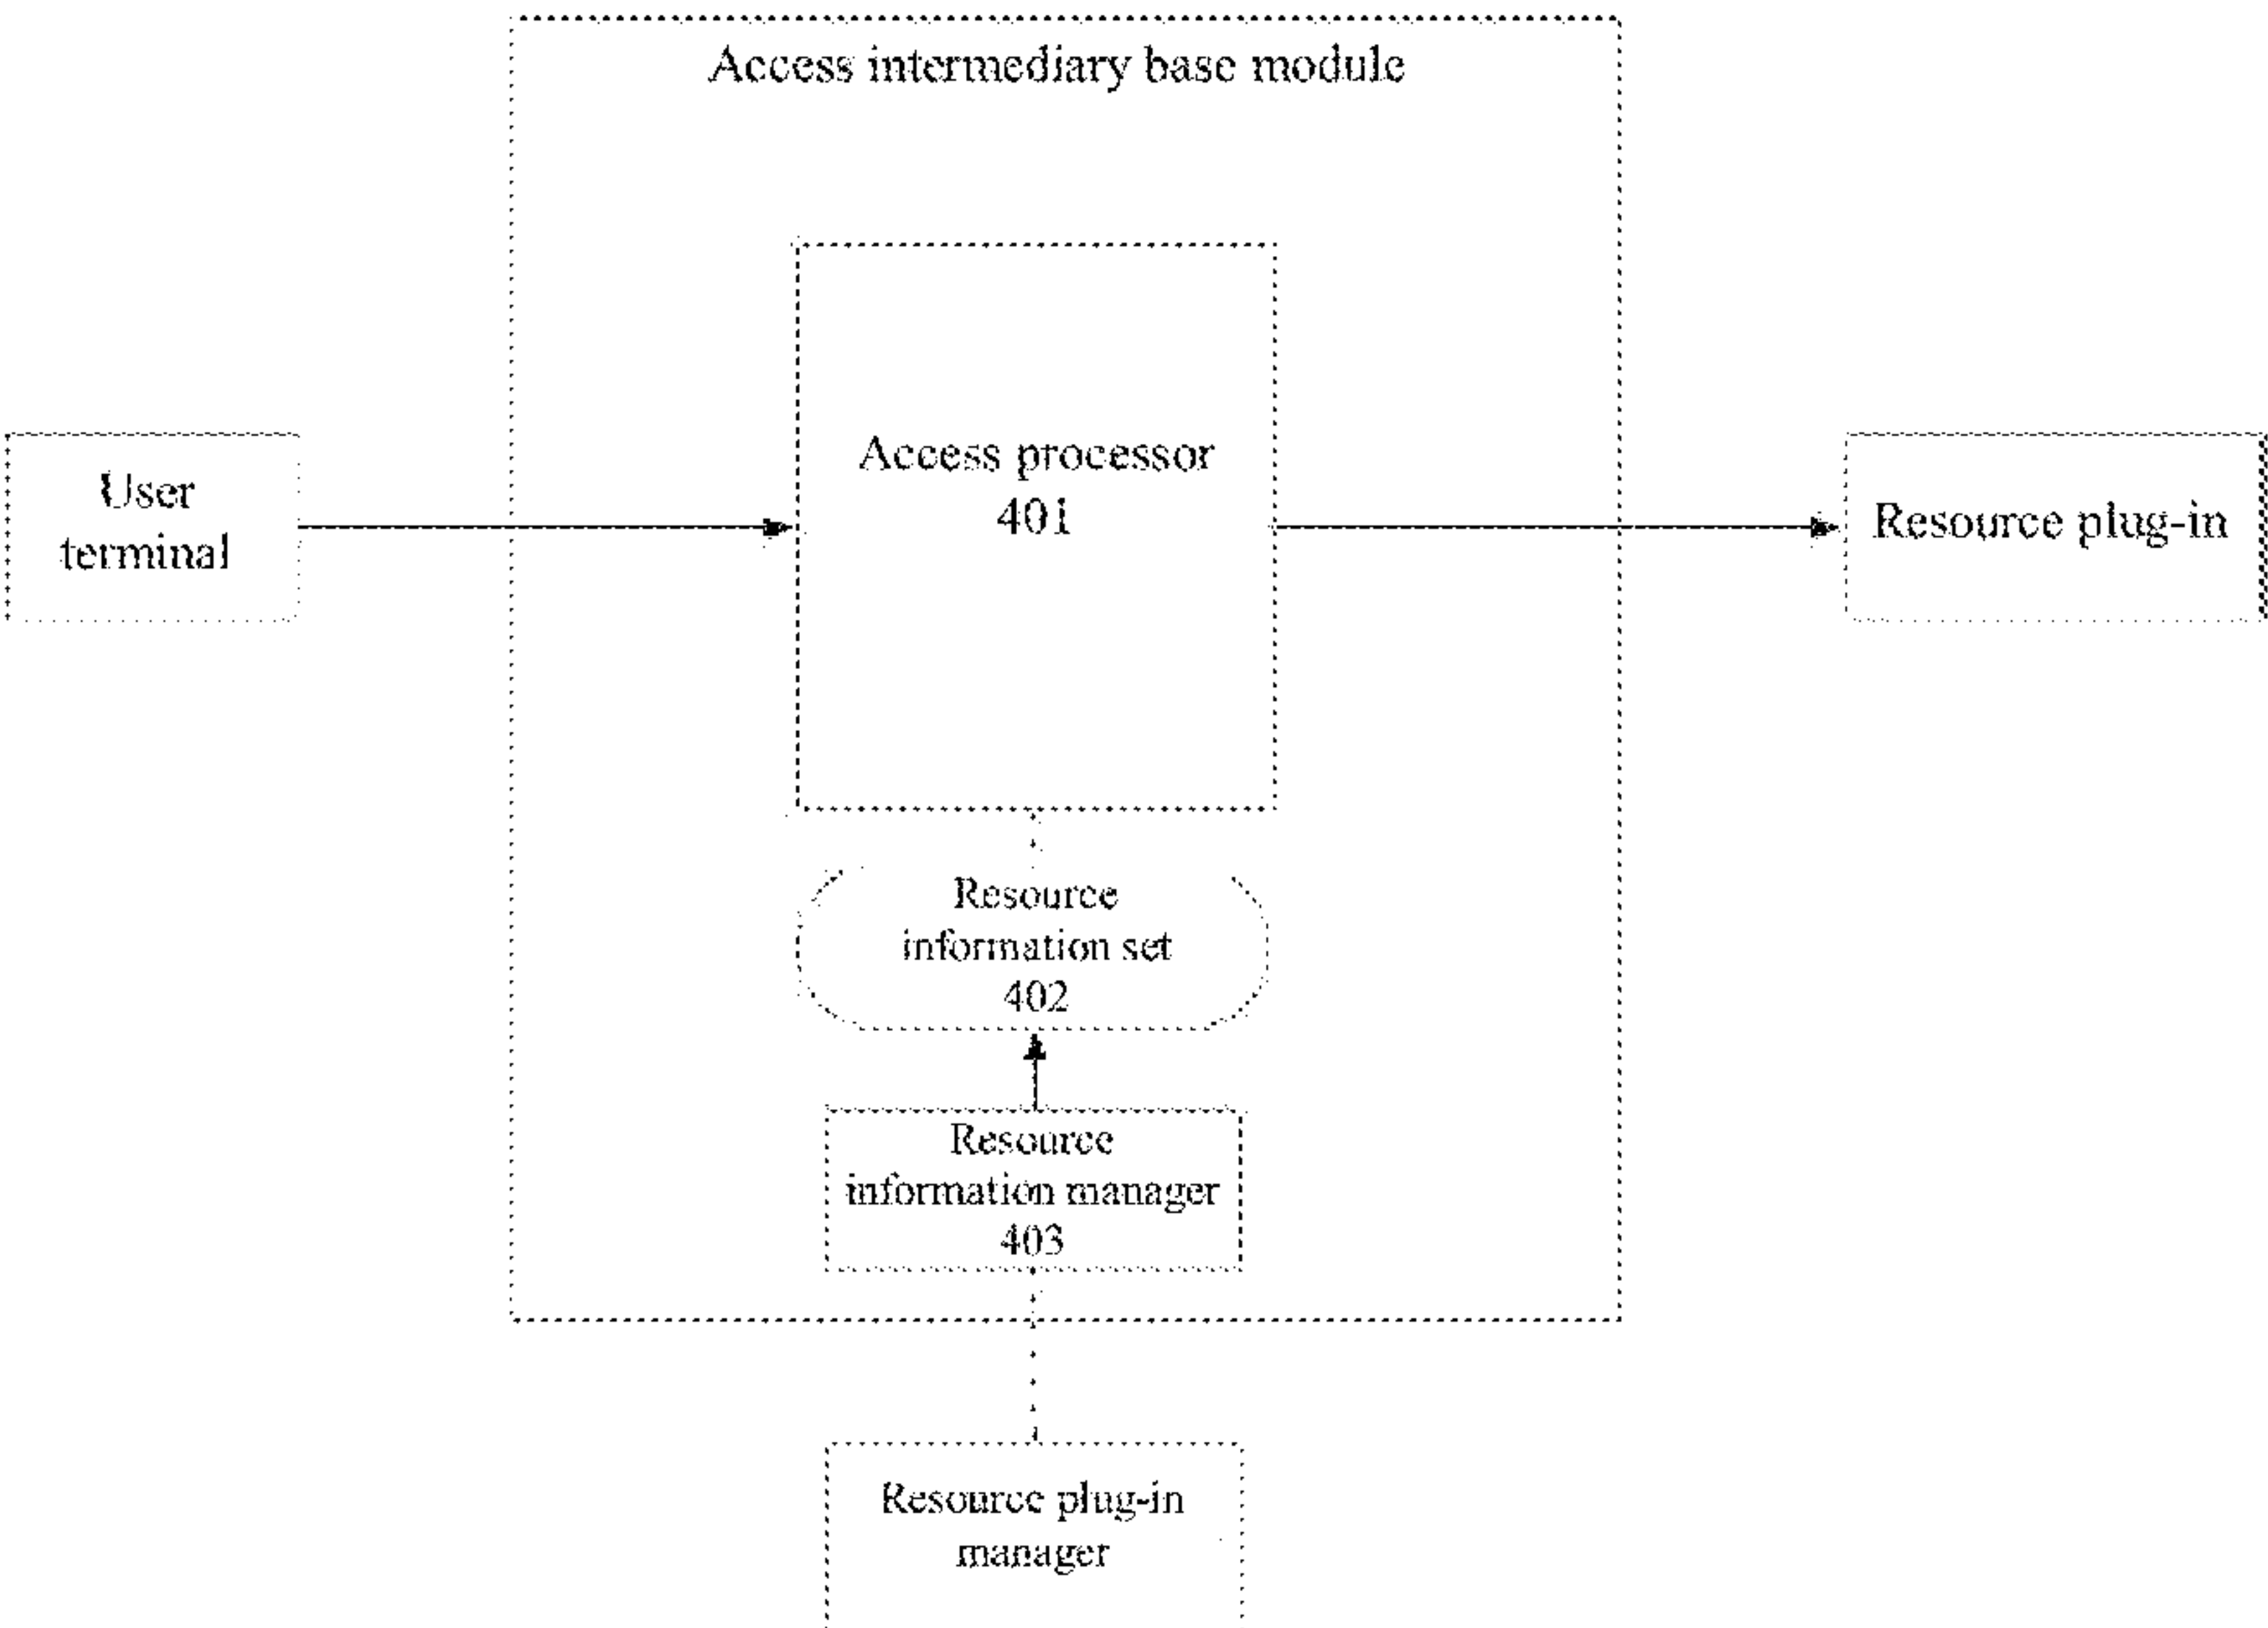 Access intermediary base module
User
terminal
Access processor
401
Resource plug-in
Resource
information set
402
Resource
information manager
403
Resource plug-in
manager